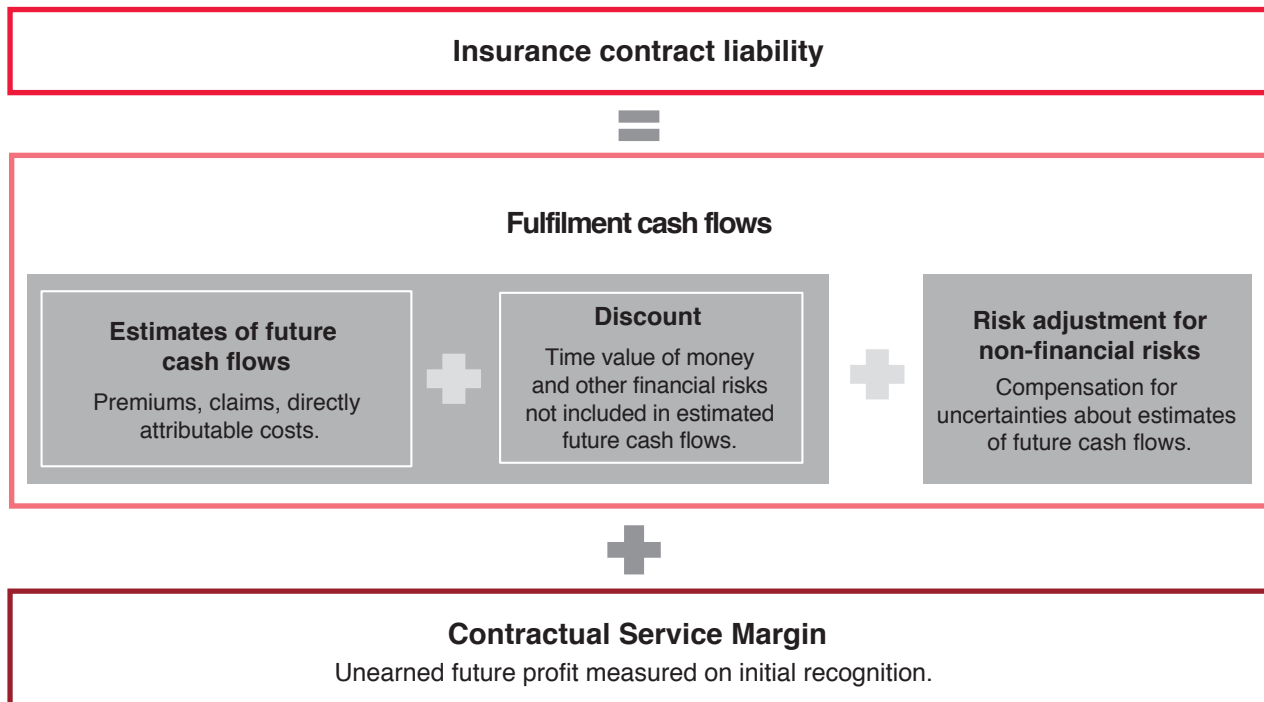 Insurance contract liability
=
Fulfilment cash flows
Estimates of future
cash flows
Premiums, claims, directly
attributable costs.
+
Discount
Time value of money
and other financial risks
not included in estimated
future cash flows.
+
Risk adjustment for
non-financial risks
Compensation for
uncertainties about estimates
of future cash flows.
+
Contractual Service Margin
Unearned future profit measured on initial recognition.